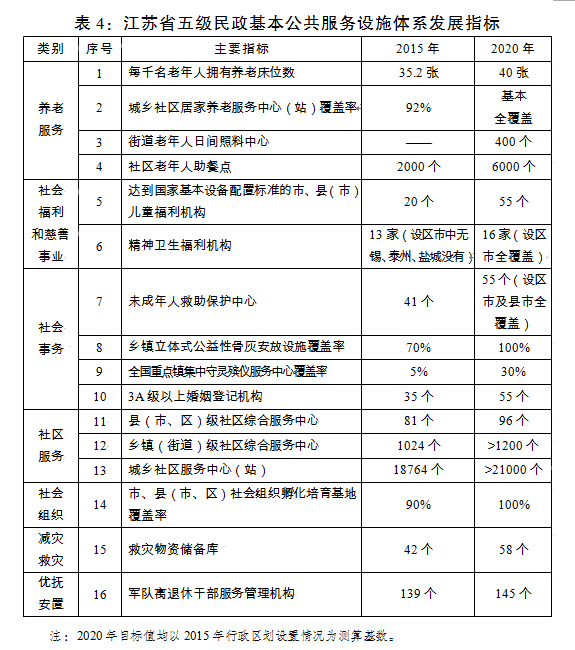 表 4：江苏省五级民政基本公共服务设施体系发展指标
类别 序号 主要指标 2015 年 2020 年
养老
服务
1 每千名老年人拥有养老床位数 35.2 张 40 张
2 城乡社区居家养老服务中心（站）覆盖率 92% 基本
全覆盖
3 街道老年人日间照料中心 —— 400 个
4 社区老年人助餐点 2000 个 6000 个
社会
福利
和慈善
事业
5 达到国家基本设备配置标准的市、县（市）
儿童福利机构 20 个 55 个
6 精神卫生福利机构 13 家（设区市中无
锡、泰州、盐城没有） 16 家（设区
市全覆盖）
社会
事务
7 未成年人救助保护中心 41 个 55 个（设区
市及县市全
覆盖）
8 乡镇立体式公益性骨灰安放设施覆盖率 70% 100%
9 全国重点镇集中守灵殡仪服务中心覆盖率 5% 30%
10 3A 级以上婚姻登记机构 35 个 55 个
社区
服务
11 县（市、区）级社区综合服务中心 81 个 96 个
12 乡镇（街道）级社区综合服务中心 1024 个 >1200 个
13 城乡社区服务中心（站） 18764 个 >21000 个
社会
组织
14 市、县（市、区）社会组织孵化培育基地
覆盖率 90% 100%
减灾
救灾
15 救灾物资储备库 42 个 58 个
优抚
安置
16 军队离退休干部服务管理机构 139 个 145 个
注：2020 年目标值均以 2015 年行政区划设置情况为测算基数。